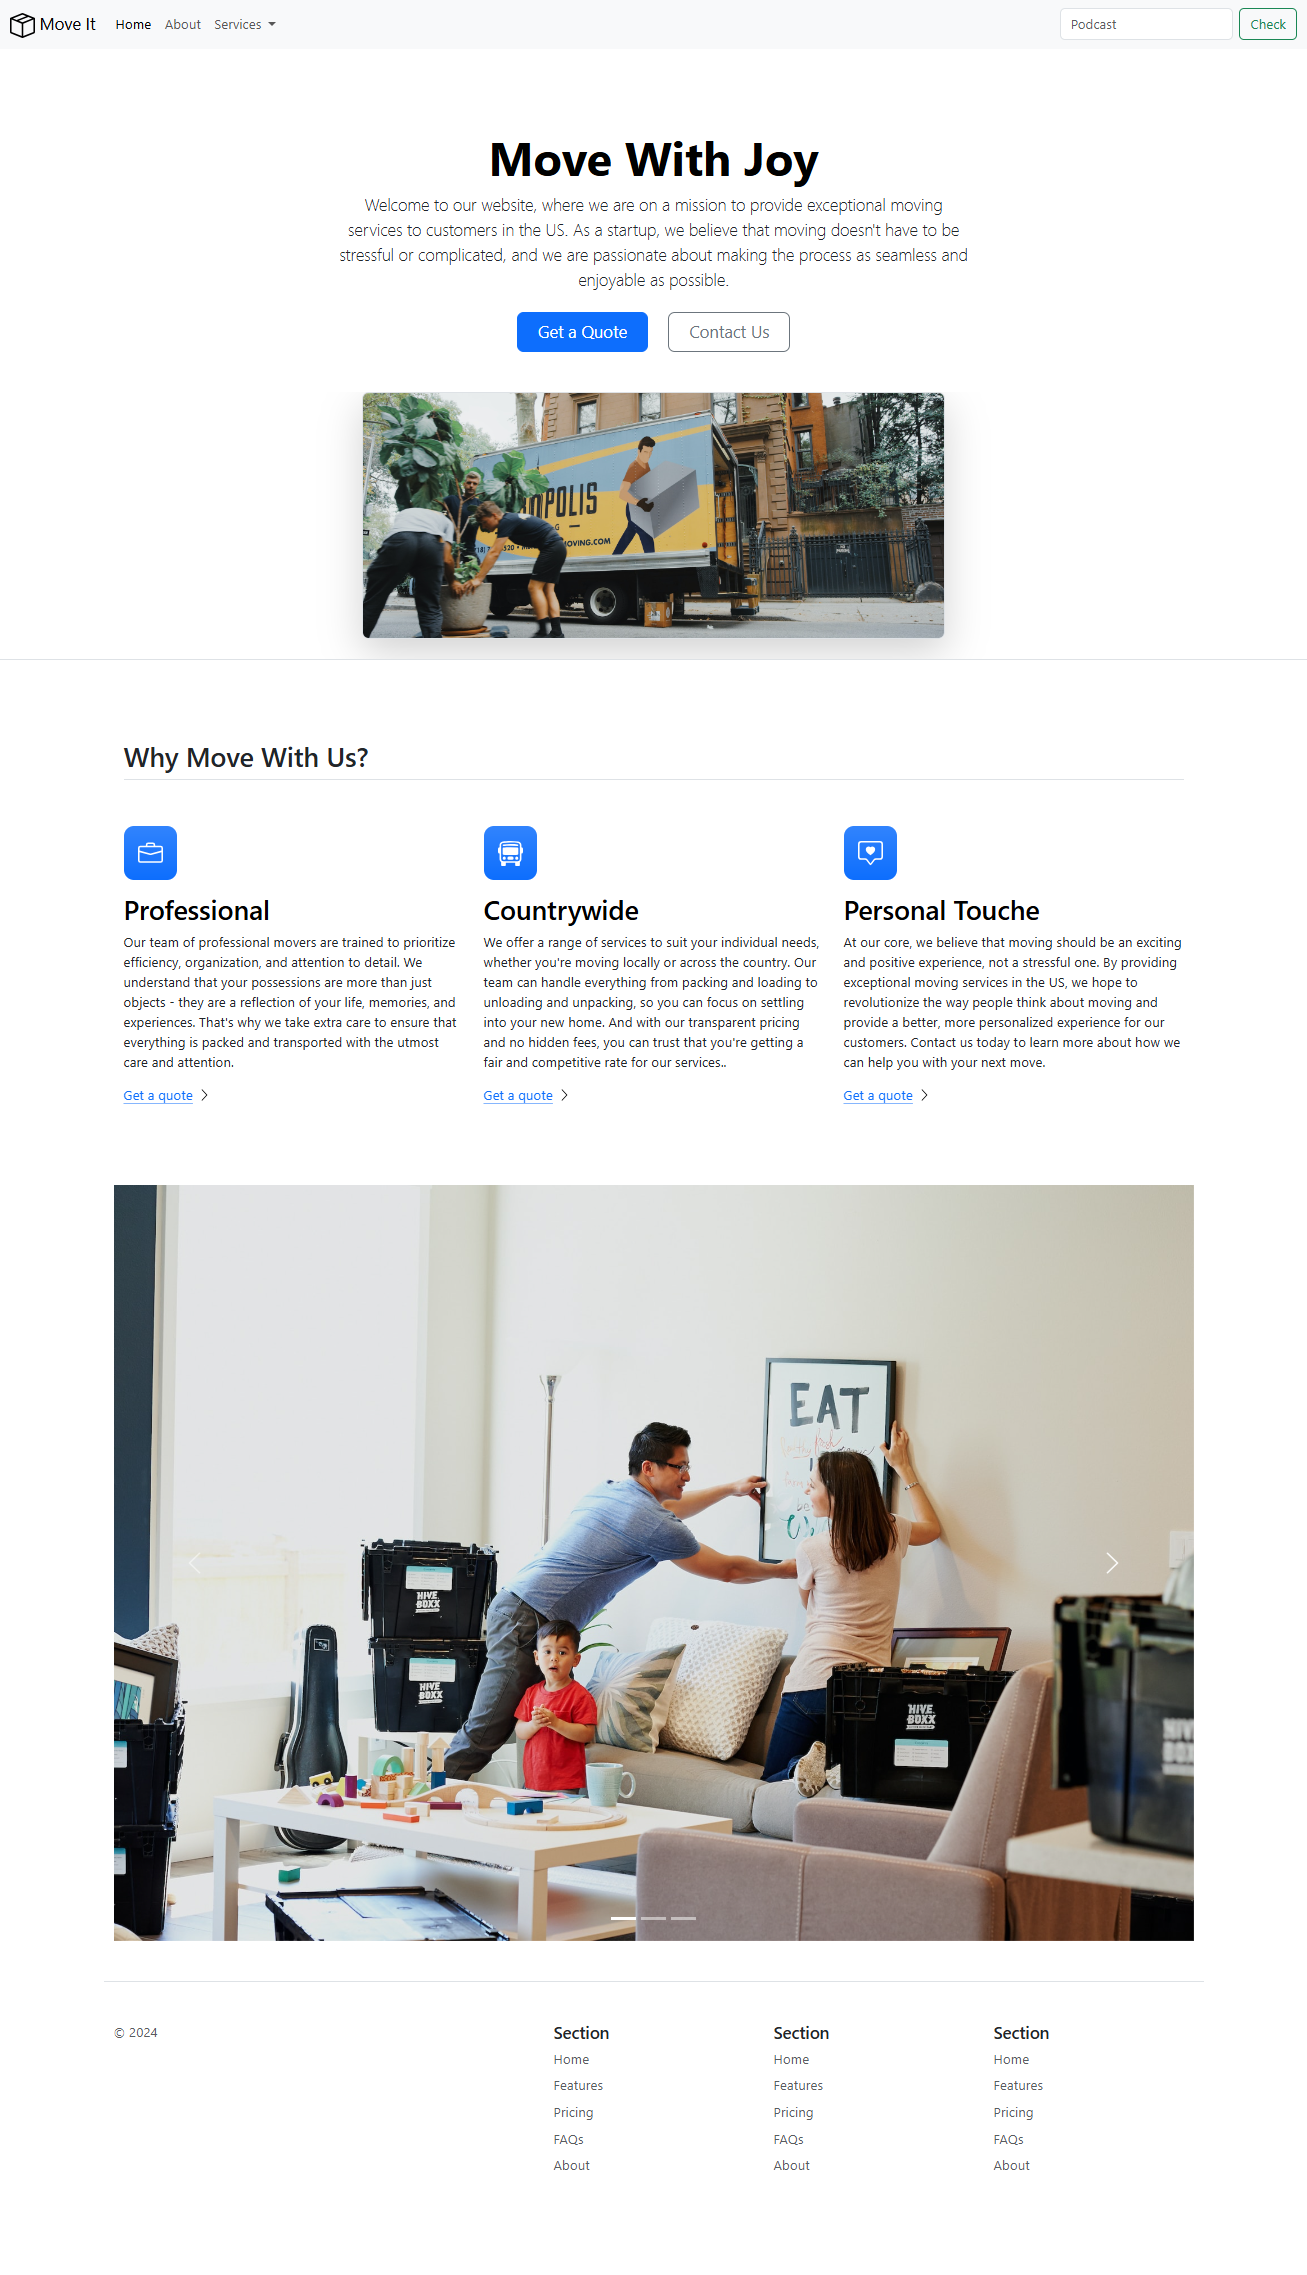 Move It
Home
About
Services
Podcast
Check
Move With Joy
Welcome to our website, where we are on a mission to provide exceptional moving
services to customers in the US. As a startup, we believe that moving doesn't have to be
stressful or complicated, and we are passionate about making the process as seamless and
enjoyable as possible.
Get a Quote
Contact Us
OPOLIS
MOVING.COM
Why Move With Us?
Professional
Our team of professional movers are trained to prioritize
efficiency, organization, and attention to detail. We
understand that your possessions are more than just
objects - they are a reflection of your life, memories, and
experiences. That's why we take extra care to ensure that
everything is packed and transported with the utmost
care and attention.
Get a quote
Countrywide
We offer a range of services to suit your individual needs,
whether you're moving locally or across the country. Our
team can handle everything from packing and loading to
unloading and unpacking, so you can focus on settling
into your new home. And with our transparent pricing
and no hidden fees, you can trust that you're getting a
fair and competitive rate for our services..
Get a quote
Personal Touche
At our core, we believe that moving should be an exciting
and positive experience, not a stressful one. By providing
exceptional moving services in the US, we hope to
revolutionize the way people think about moving and
provide a better, more personalized experience for our
customers. Contact us today to learn more about how we
can help you with your next move.
Get a quote
EAT
HIVE
BOXX
HIVE
BOXX
HIVE
BOXX
HIVE
BOXX
© 2024
Section
Home
Features
Pricing
FAQs
About
Section
Home
Features
Pricing
FAQs
About
Section
Home
Features
Pricing
FAQs
About